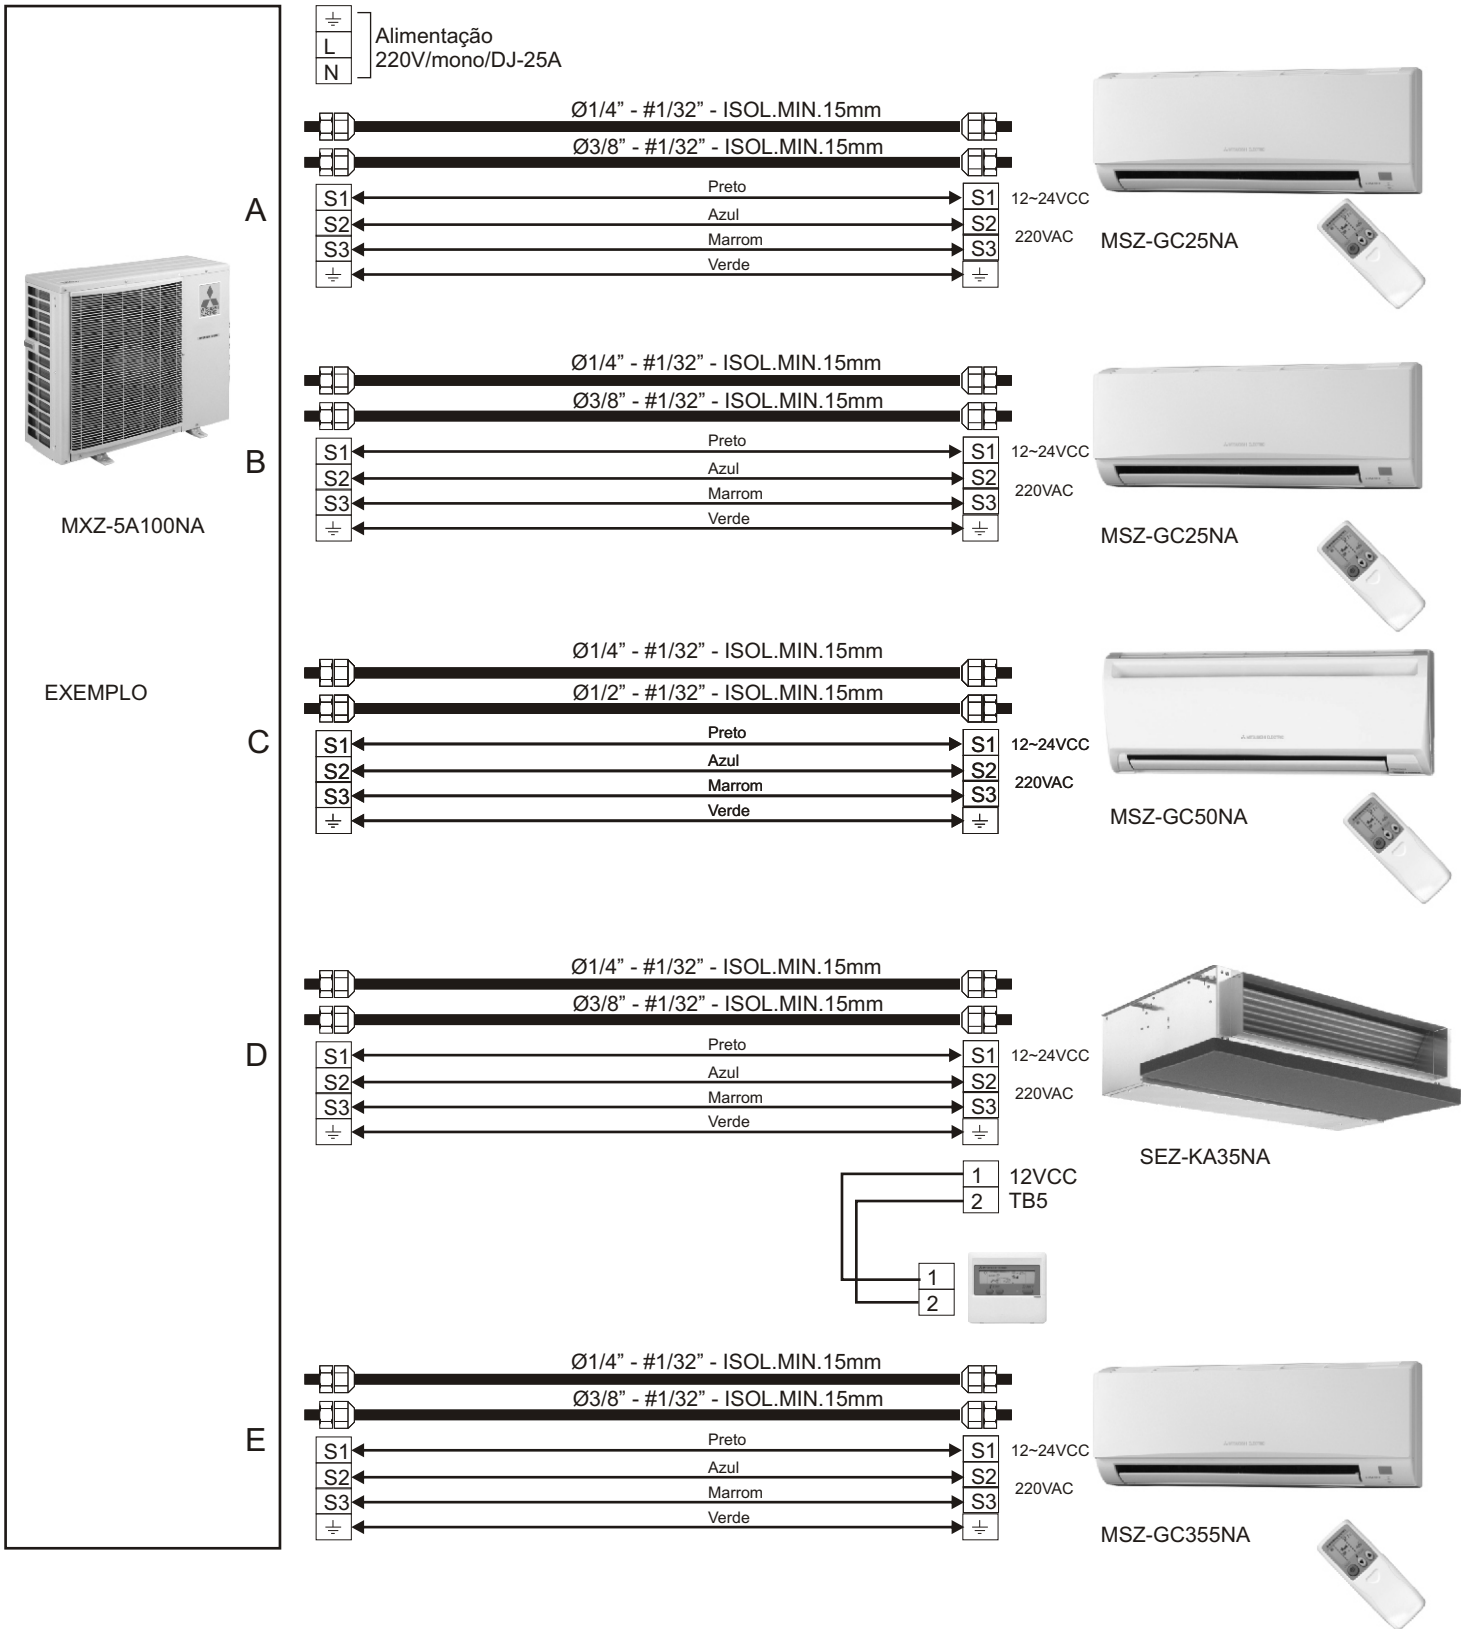 ⏚
L
N
Alimentação
220V/mono/DJ-25A
Ø1/4” - #1/32” - ISOL.MIN.15mm
Ø3/8” - #1/32” - ISOL.MIN.15mm
A
S1 Preto S1 12~24VCC
S2 Azul S2
220VAC
S3 Marrom S3
⏚ Verde ⏚
MSZ-GC25NA
Ø1/4” - #1/32” - ISOL.MIN.15mm
Ø3/8” - #1/32” - ISOL.MIN.15mm
B
S1 Preto S1 12~24VCC
S2 Azul S2
220VAC
S3 Marrom S3
⏚ Verde ⏚
MSZ-GC25NA
MXZ-5A100NA
EXEMPLO
Ø1/4” - #1/32” - ISOL.MIN.15mm
Ø1/2” - #1/32” - ISOL.MIN.15mm
C
S1 Preto S1 12~24VCC
S2 Azul S2
220VAC
S3 Marrom S3
⏚ Verde ⏚
MITSUBISHI ELECTRIC
MSZ-GC50NA
Ø1/4” - #1/32” - ISOL.MIN.15mm
Ø3/8” - #1/32” - ISOL.MIN.15mm
D
S1 Preto S1 12~24VCC
S2 Azul S2
220VAC
S3 Marrom S3
⏚ Verde ⏚
SEZ-KA35NA
1 12VCC
2 TB5
1
2
Ø1/4” - #1/32” - ISOL.MIN.15mm
Ø3/8” - #1/32” - ISOL.MIN.15mm
E
S1 Preto S1 12~24VCC
S2 Azul S2
220VAC
S3 Marrom S3
⏚ Verde ⏚
MSZ-GC355NA